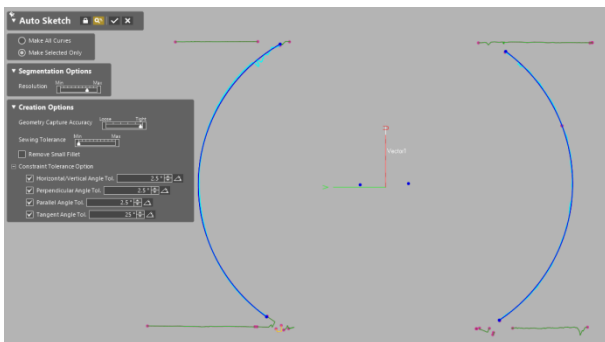 Auto Sketch
Make All Curves
Make Selected Only
Segmentation Options
Resolution Min Max
Creation Options
Geometry Capture Accuracy Loose Tight
Sewing Tolerance Min Max
Remove Small Fillet
Constraint Tolerance Option
Horizontal/Vertical Angle Tol. 2.5 °
Perpendicular Angle Tol. 2.5 °
Parallel Angle Tol. 2.5 °
Tangent Angle Tol. 25 °
Vector1